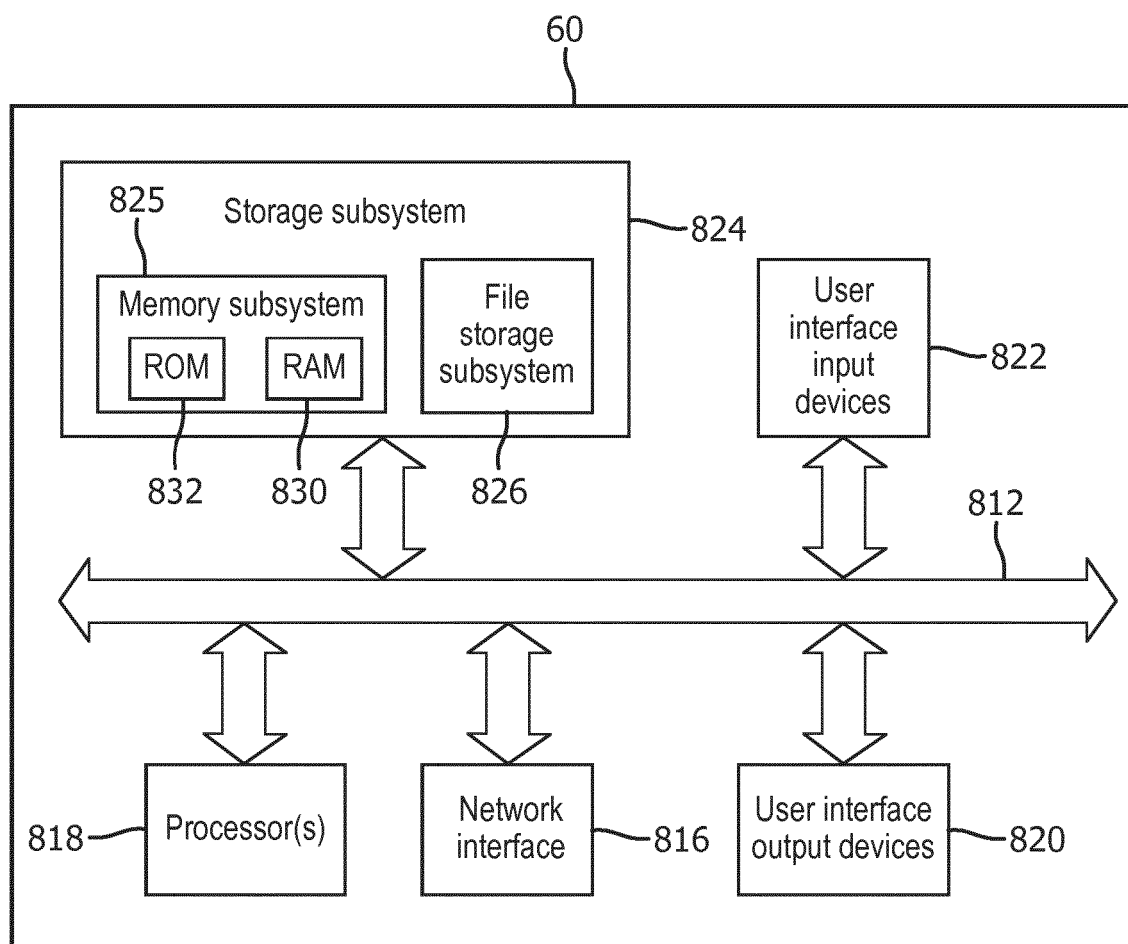 60
825
Storage subsystem
824
Memory subsystem
ROM
RAM
File
storage
subsystem
User
interface
input
devices
822
832
830
826
812
818
Processor(s)
Network
interface
816
User interface
output devices
820